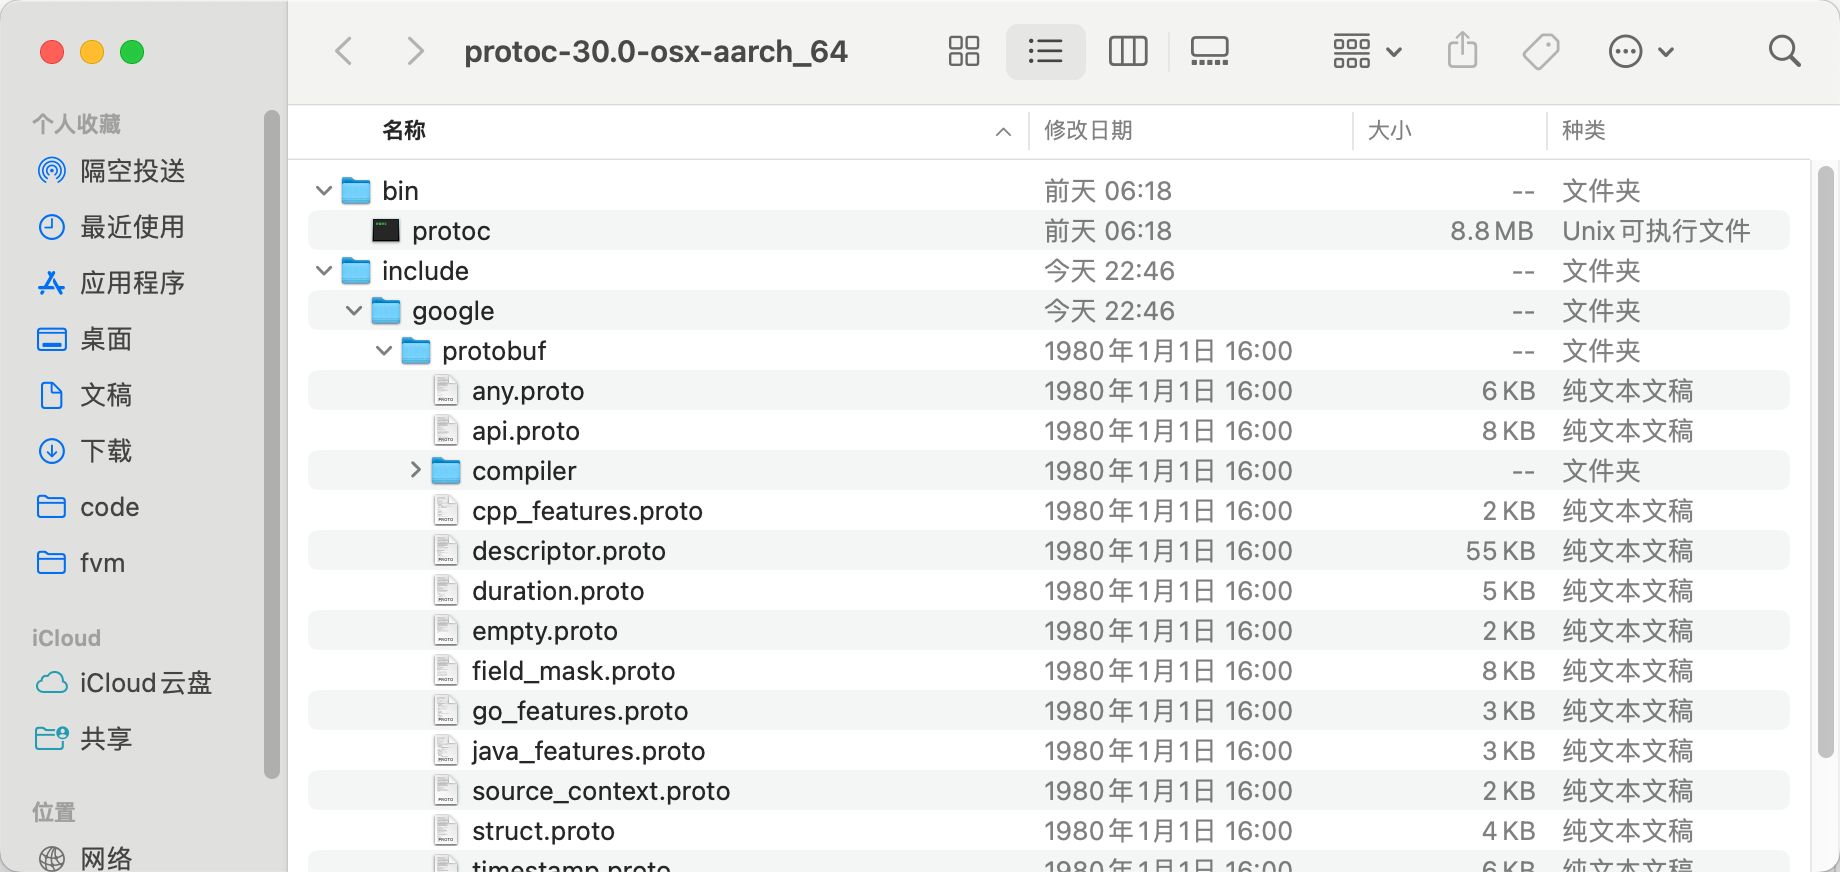 protoc-30.0-osx-aarch_64
个人收藏
隔空投送
最近使用
应用程序
桌面
文稿
下载
code
fvm
iCloud
iCloud云盘
共享
位置
网络
名称 修改日期 大小 种类
bin 前天 06:18 -- 文件夹
protoc 前天 06:18 8.8 MB Unix可执行文件
include 今天 22:46 -- 文件夹
google 今天 22:46 -- 文件夹
protobuf 1980年1月1日 16:00 -- 文件夹
any.proto 1980年1月1日 16:00 6 KB 纯文本文稿
api.proto 1980年1月1日 16:00 8 KB 纯文本文稿
compiler 1980年1月1日 16:00 -- 文件夹
cpp_features.proto 1980年1月1日 16:00 2 KB 纯文本文稿
descriptor.proto 1980年1月1日 16:00 55 KB 纯文本文稿
duration.proto 1980年1月1日 16:00 5 KB 纯文本文稿
empty.proto 1980年1月1日 16:00 2 KB 纯文本文稿
field_mask.proto 1980年1月1日 16:00 8 KB 纯文本文稿
go_features.proto 1980年1月1日 16:00 3 KB 纯文本文稿
java_features.proto 1980年1月1日 16:00 3 KB 纯文本文稿
source_context.proto 1980年1月1日 16:00 2 KB 纯文本文稿
struct.proto 1980年1月1日 16:00 4 KB 纯文本文稿
timestamp.proto 1980年1月1日 16:00 6 KB 纯文本文稿